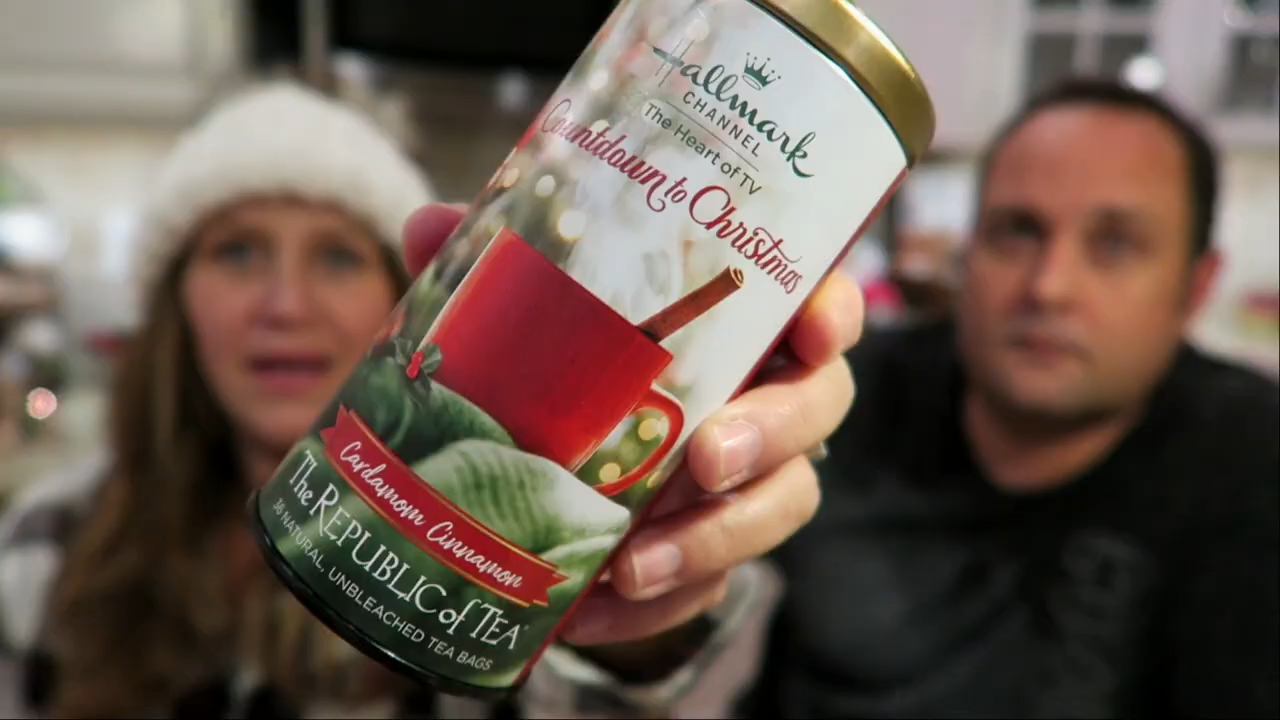 Hallmark
CHANNEL
The Heart of TV
Countdown to Christmas
Cardamom Cinnamon
The REPUBLIC of TEA
36 NATURAL, UNBLEACHED TEA BAGS